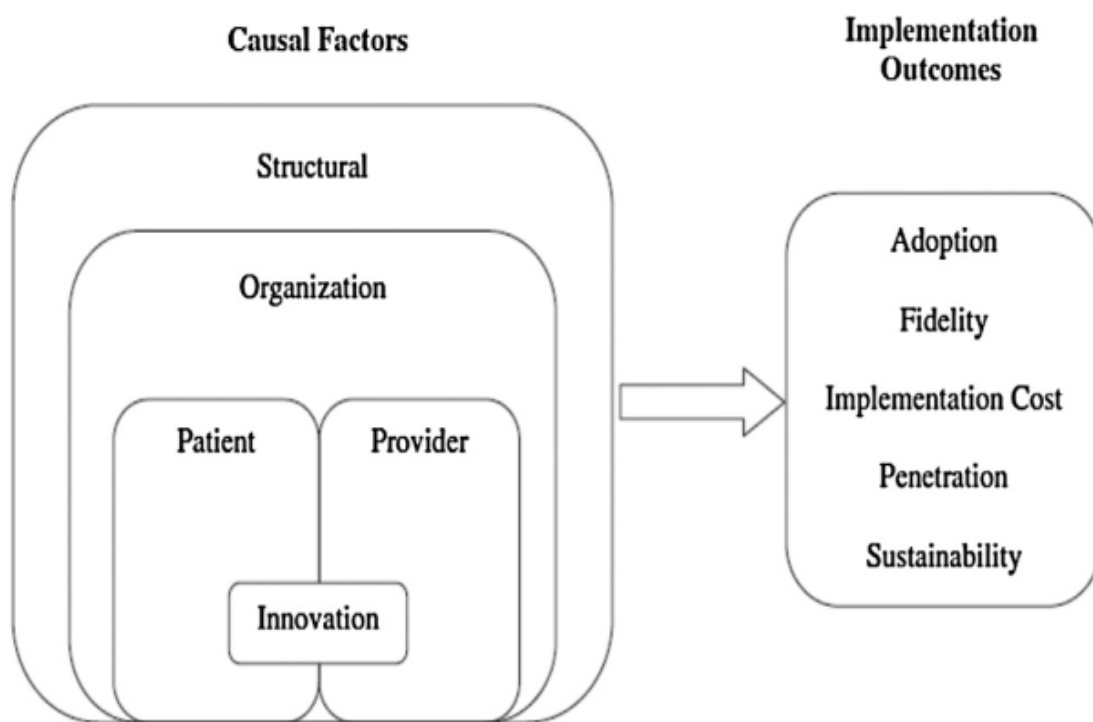 Causal Factors
Implementation
Outcomes
Structural
Organization
Patient
Provider
Innovation
Adoption
Fidelity
Implementation Cost
Penetration
Sustainability